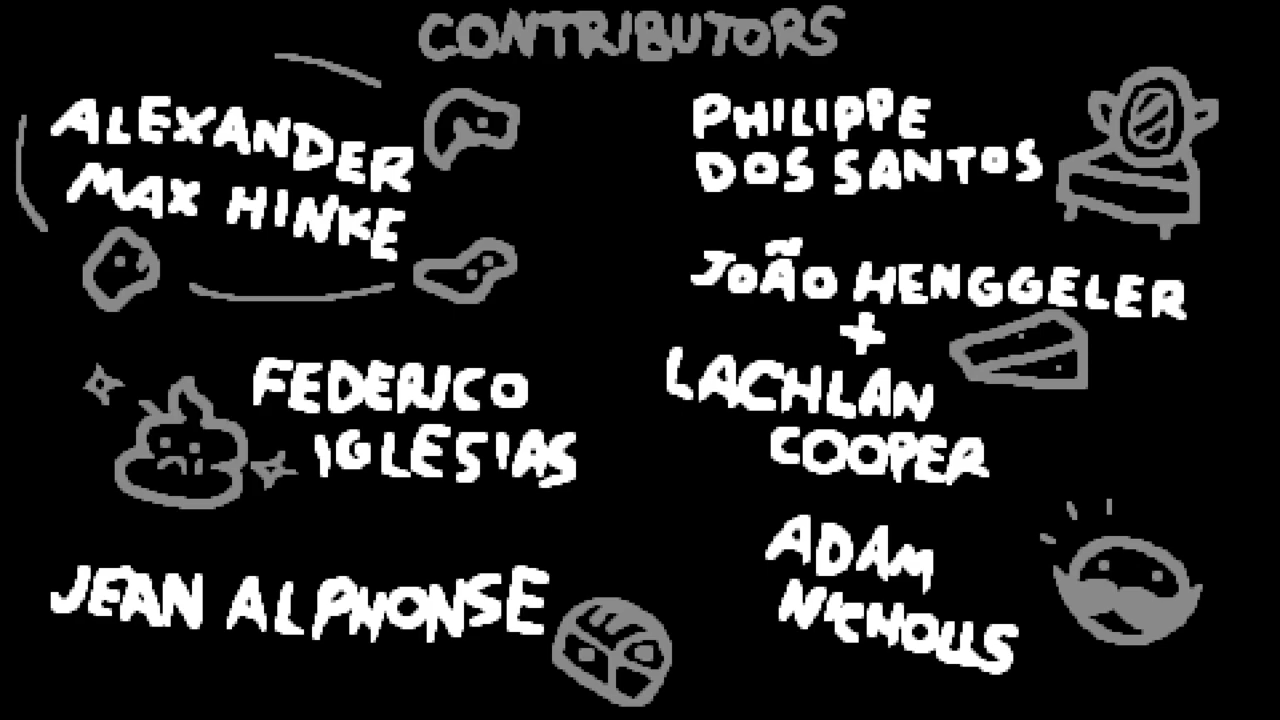 CONTRIBUTORS
ALEXANDER
MAX HINKE
FEDERICO
IGLESIAS
JEAN ALPHONSE
PHILIPPE
DOS SANTOS
JOÃO HENGGELER
+
LACHLAN
COOPER
ADAM
NICHOLLS